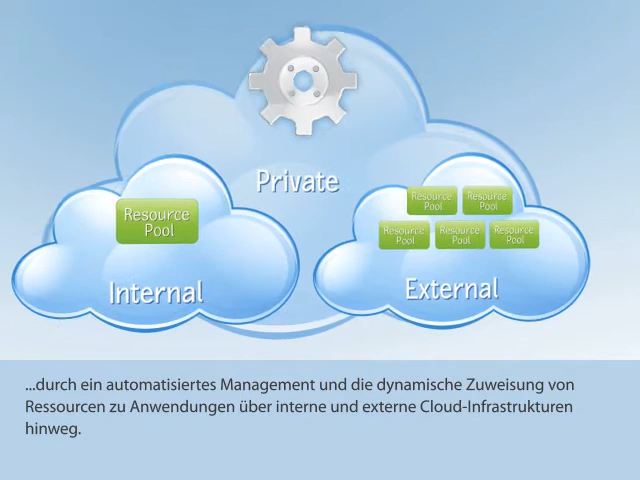 Private
Resource
Pool
Internal
Resource
Pool
Resource
Pool
Resource
Pool
Resource
Pool
Resource
Pool
External
...durch ein automatisiertes Management und die dynamische Zuweisung von
Ressourcen zu Anwendungen über interne und externe Cloud-Infrastrukturen
hinweg.